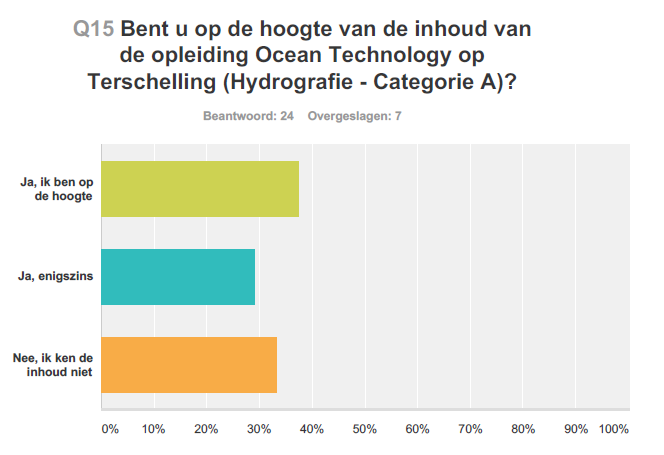 Q15 Bent u op de hoogte van de inhoud van
de opleiding Ocean Technology op
Terschelling (Hydrografie - Categorie A)?
Beantwoord: 24 Overgeslagen: 7
Ja, ik ben op
de hoogte
Ja, enigszins
Nee, ik ken de
inhoud niet
0% 10% 20% 30% 40% 50% 60% 70% 80% 90% 100%